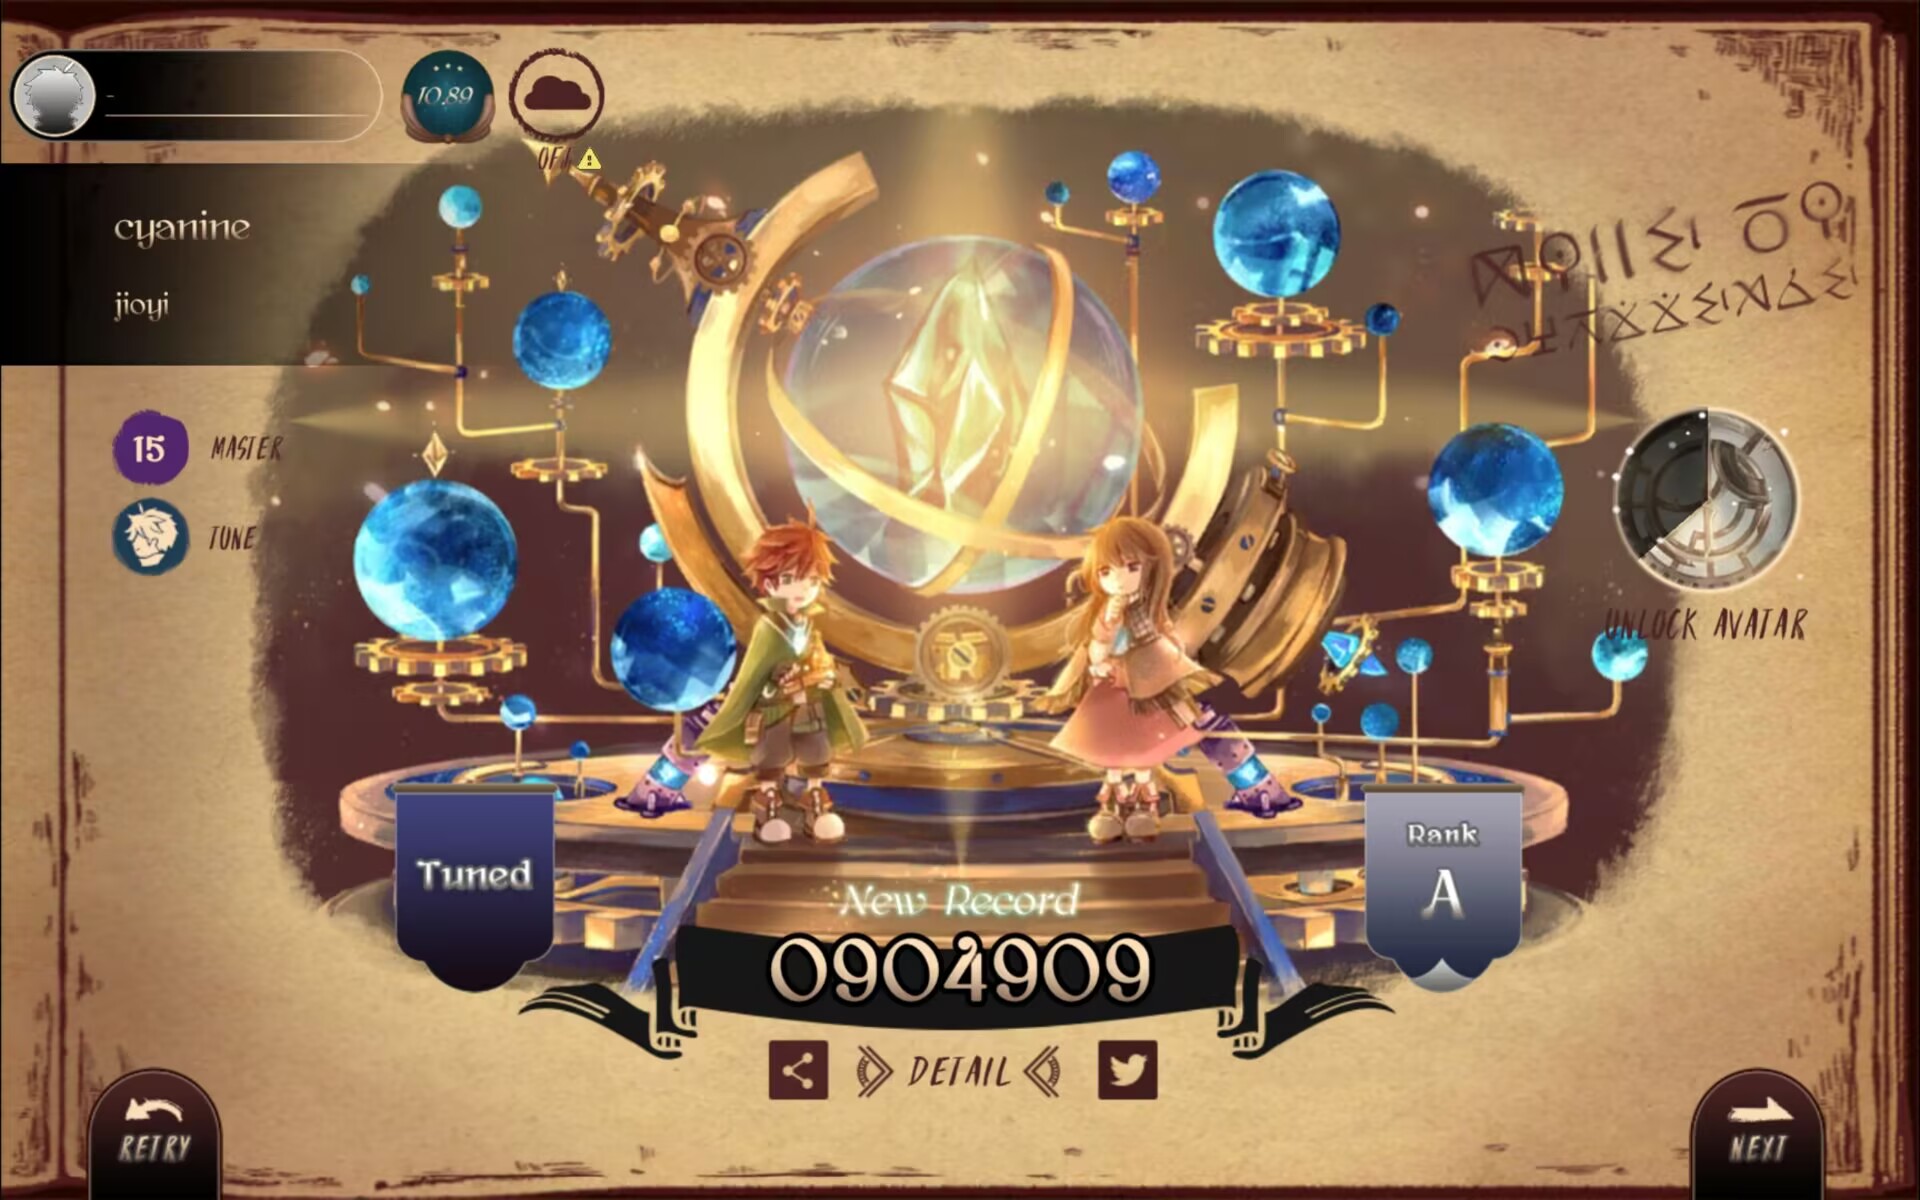 10.89
OFF
cyanine
jioyi
15 MASTER
TUNE
UNLOCK AVATAR
Tuned
Rank
A
New Record
0904909
DETAIL
RETRY
NEXT